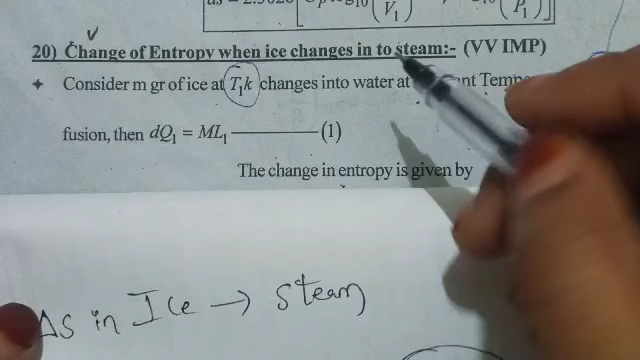 20) Change of Entropy when ice changes in to steam:- (VV IMP)
Consider m gr of ice at T₁k changes into water at
fusion, then dQ₁ = ML₁ ———— (1)
The change in entropy is given by
Δs in Ice → steam